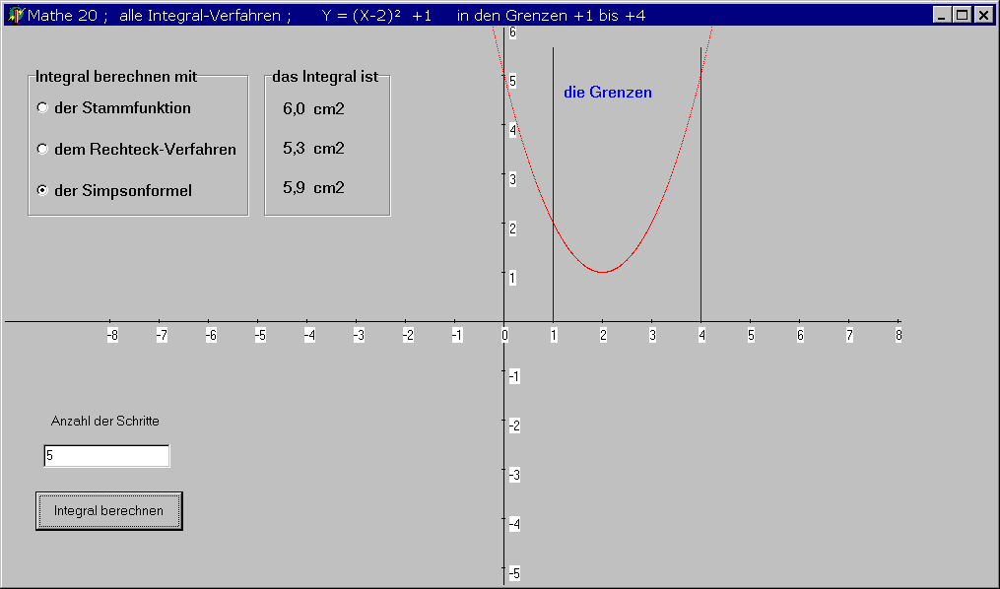 Mathe 20 ; alle Integral-Verfahren ; Y = (X-2)² +1 in den Grenzen +1 bis +4
Integral berechnen mit
der Stammfunktion
dem Rechteck-Verfahren
der Simpsonformel
das Integral ist
6,0 cm2
5,3 cm2
5,9 cm2
die Grenzen
6
5
4
3
2
1
-8 -7 -6 -5 -4 -3 -2 -1 0 1 2 3 4 5 6 7 8
-1
-2
-3
-4
-5
Anzahl der Schritte
5
Integral berechnen